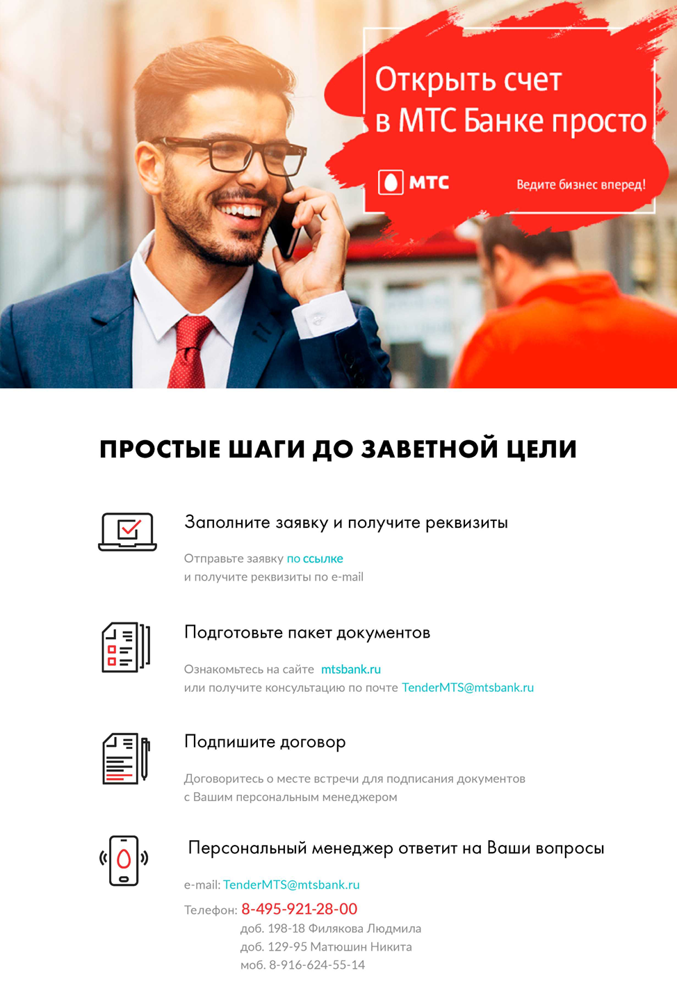 Открыть счет
в МТС Банке просто
МТС
Ведите бизнес вперед!
ПРОСТЫЕ ШАГИ ДО ЗАВЕТНОЙ ЦЕЛИ
Заполните заявку и получите реквизиты
Отправьте заявку по ссылке
и получите реквизиты по e-mail
Подготовьте пакет документов
Ознакомьтесь на сайте mtsbank.ru
или получите консультацию по почте TenderMTS@mtsbank.ru
Подпишите договор
Договоритесь о месте встречи для подписания документов
с Вашим персональным менеджером
Персональный менеджер ответит на Ваши вопросы
e-mail: TenderMTS@mtsbank.ru
Телефон: 8-495-921-28-00
доб. 198-18 Филякова Людмила
доб. 129-95 Матюшин Никита
моб. 8-916-624-55-14